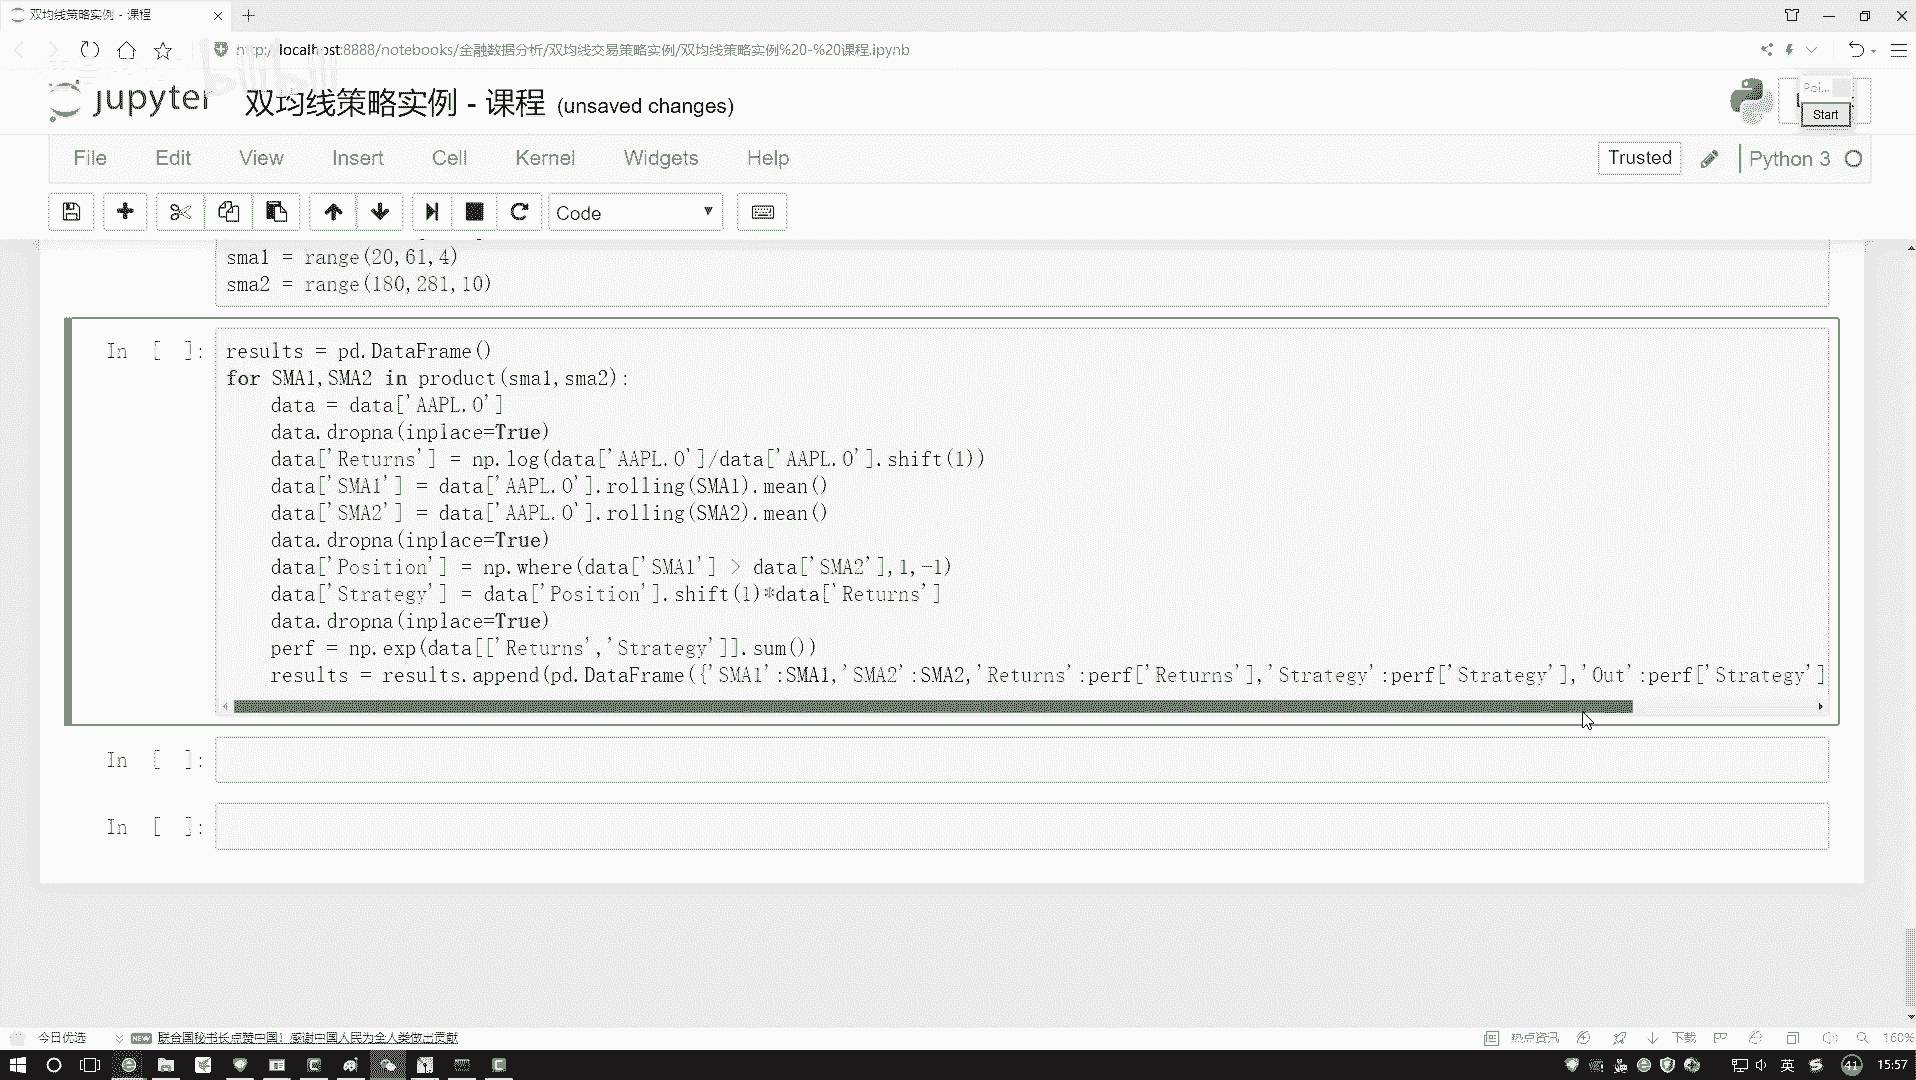 双均线策略实例 - 课程
localhost:8888/notebooks/金融数据分析/双均线交易策略实例/双均线策略实例%20-%20课程.ipynb
jupyter 双均线策略实例 - 课程 (unsaved changes)
Start
File Edit View Insert Cell Kernel Widgets Help
Trusted Python 3
Code
sma1 = range(20,61,4)
sma2 = range(180,281,10)
In [ ]: results = pd.DataFrame()
for SMA1,SMA2 in product(sma1,sma2):
data = data['AAPL.O']
data.dropna(inplace=True)
data['Returns'] = np.log(data['AAPL.O']/data['AAPL.O'].shift(1))
data['SMA1'] = data['AAPL.O'].rolling(SMA1).mean()
data['SMA2'] = data['AAPL.O'].rolling(SMA2).mean()
data.dropna(inplace=True)
data['Position'] = np.where(data['SMA1'] > data['SMA2'],1,-1)
data['Strategy'] = data['Position'].shift(1)*data['Returns']
data.dropna(inplace=True)
perf = np.exp(data[['Returns','Strategy']].sum())
results = results.append(pd.DataFrame({'SMA1':SMA1,'SMA2':SMA2,'Returns':perf['Returns'],'Strategy':perf['Strategy'],'Out':perf['Strategy']
In [ ]:
In [ ]:
今日优选 NEW 联合国秘书长点赞中国！感谢中国人民为全人类做出贡献 热点资讯 下载 160%
英 41 15:57